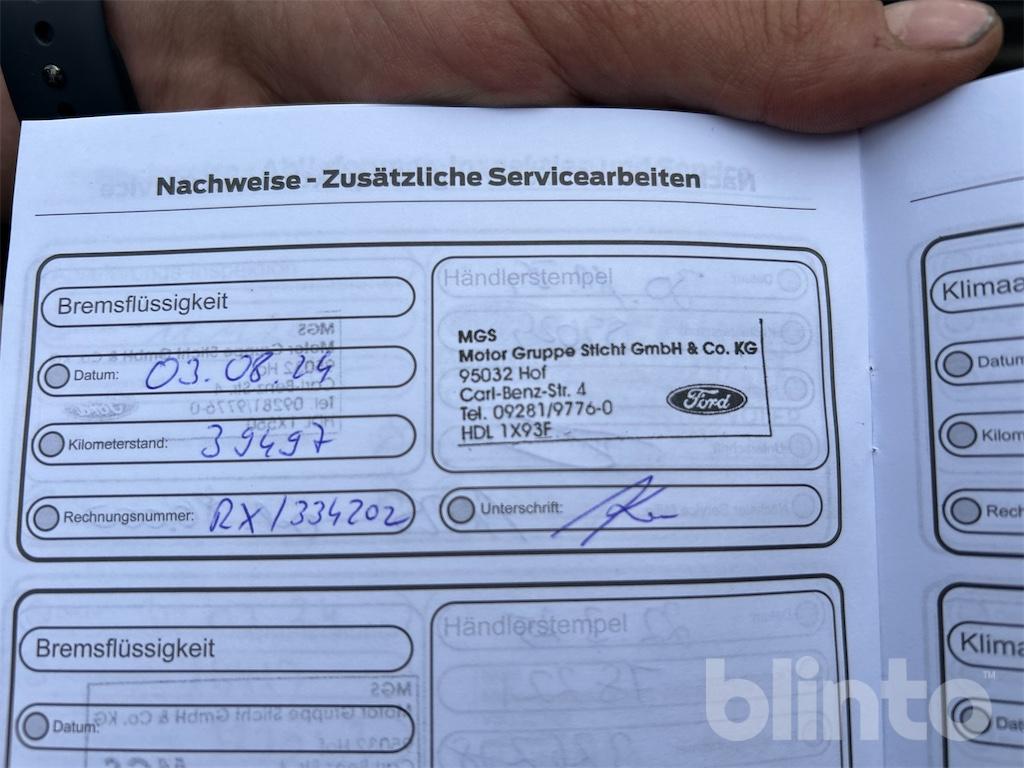 Nachweise - Zusätzliche Servicearbeiten
Bremsflüssigkeit
Datum: 03.08.24
Kilometerstand: 39497
Rechnungsnummer: RX/334202
Händlerstempel
MGS
Motor Gruppe Sticht GmbH & Co. KG
95032 Hof
Carl-Benz-Str. 4
Tel. 09281/9776-0
HDL 1X93F
Ford
Unterschrift:
Bremsflüssigkeit
Datum:
Händlerstempel
Klimaa
Datum
Kilom
Rech
Klima
Dat
blinto™